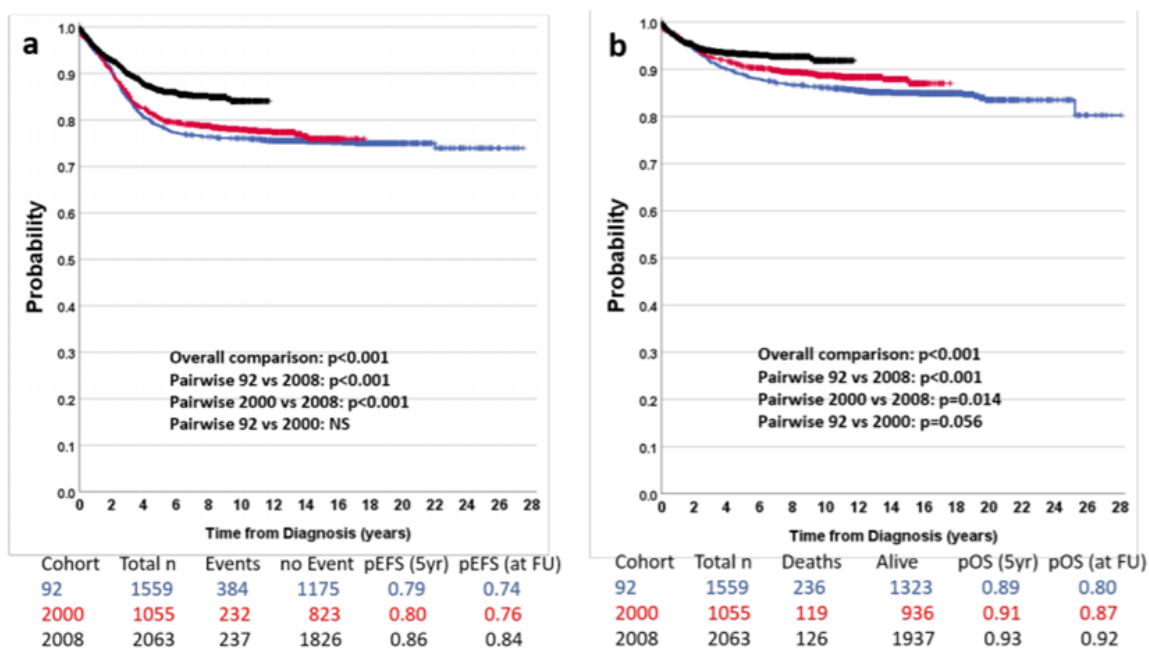 a
1.0
0.9
0.8
0.7
0.6
0.5
0.4
0.3
0.2
0.1
0.0
Probability
Overall comparison: p<0.001
Pairwise 92 vs 2008: p<0.001
Pairwise 2000 vs 2008: p<0.001
Pairwise 92 vs 2000: NS
0 2 4 6 8 10 12 14 16 18 20 22 24 26 28
Time from Diagnosis (years)
Cohort Total n Events no Event pEFS (5yr) pEFS (at FU)
92 1559 384 1175 0.79 0.74
2000 1055 232 823 0.80 0.76
2008 2063 237 1826 0.86 0.84
b
1.0
0.9
0.8
0.7
0.6
0.5
0.4
0.3
0.2
0.1
0.0
Probability
Overall comparison: p<0.001
Pairwise 92 vs 2008: p<0.001
Pairwise 2000 vs 2008: p=0.014
Pairwise 92 vs 2000: p=0.056
0 2 4 6 8 10 12 14 16 18 20 22 24 26 28
Time from Diagnosis (years)
Cohort Total n Deaths Alive pOS (5yr) pOS (at FU)
92 1559 236 1323 0.89 0.80
2000 1055 119 936 0.91 0.87
2008 2063 126 1937 0.93 0.92